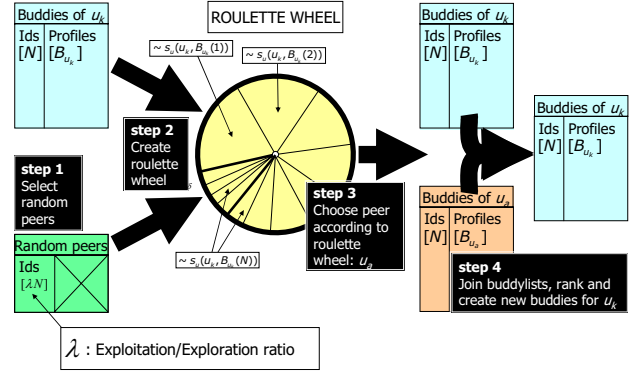 Buddies of u_k
Ids
[N]
Profiles
[B_{u_k}]
ROULETTE WHEEL
~ s_u(u_k, B_{u_k}(1))
~ s_u(u_k, B_{u_k}(2))
Buddies of u_k
Ids
[N]
Profiles
[B_{u_k}]
Buddies of u_k
Ids
[N]
Profiles
[B_{u_k}]
step 2
Create
roulette
wheel
step 1
Select
random
peers
step 3
Choose peer
according to
roulette
wheel: u_a
Buddies of u_a
Ids
[N]
Profiles
[B_{u_a}]
Random peers
Ids
[λN]
~ s_u(u_k, B_{u_k}(N))
step 4
Join buddylists, rank and
create new buddies for u_k
λ : Exploitation/Exploration ratio